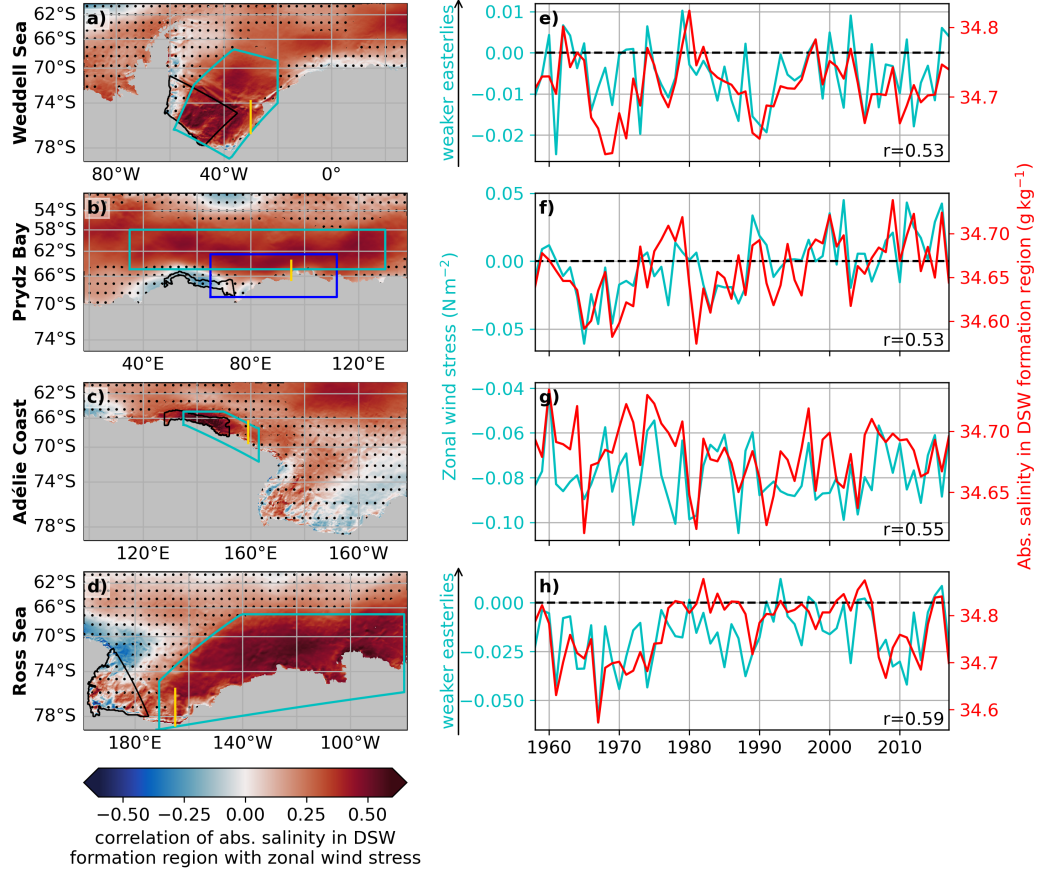 Weddell Sea
a)
62°S
66°S
70°S
74°S
78°S
80°W 40°W 0°
Prydz Bay
b)
54°S
58°S
62°S
66°S
70°S
74°S
40°E 80°E 120°E
Adélie Coast
c)
62°S
66°S
70°S
74°S
78°S
120°E 160°E 160°W
Ross Sea
d)
62°S
66°S
70°S
74°S
78°S
180°E 140°W 100°W
−0.50 −0.25 0.00 0.25 0.50
correlation of abs. salinity in DSW
formation region with zonal wind stress
weaker easterlies
Zonal wind stress (N m−2)
weaker easterlies
e)
0.01
0.00
−0.01
−0.02
34.8
34.7
r=0.53
f)
0.05
0.00
−0.05
34.70
34.65
34.60
r=0.53
g)
−0.04
−0.06
−0.08
−0.10
34.70
34.65
r=0.55
h)
0.000
−0.025
−0.050
34.8
34.7
34.6
r=0.59
1960 1970 1980 1990 2000 2010
Abs. salinity in DSW formation region (g kg−1)